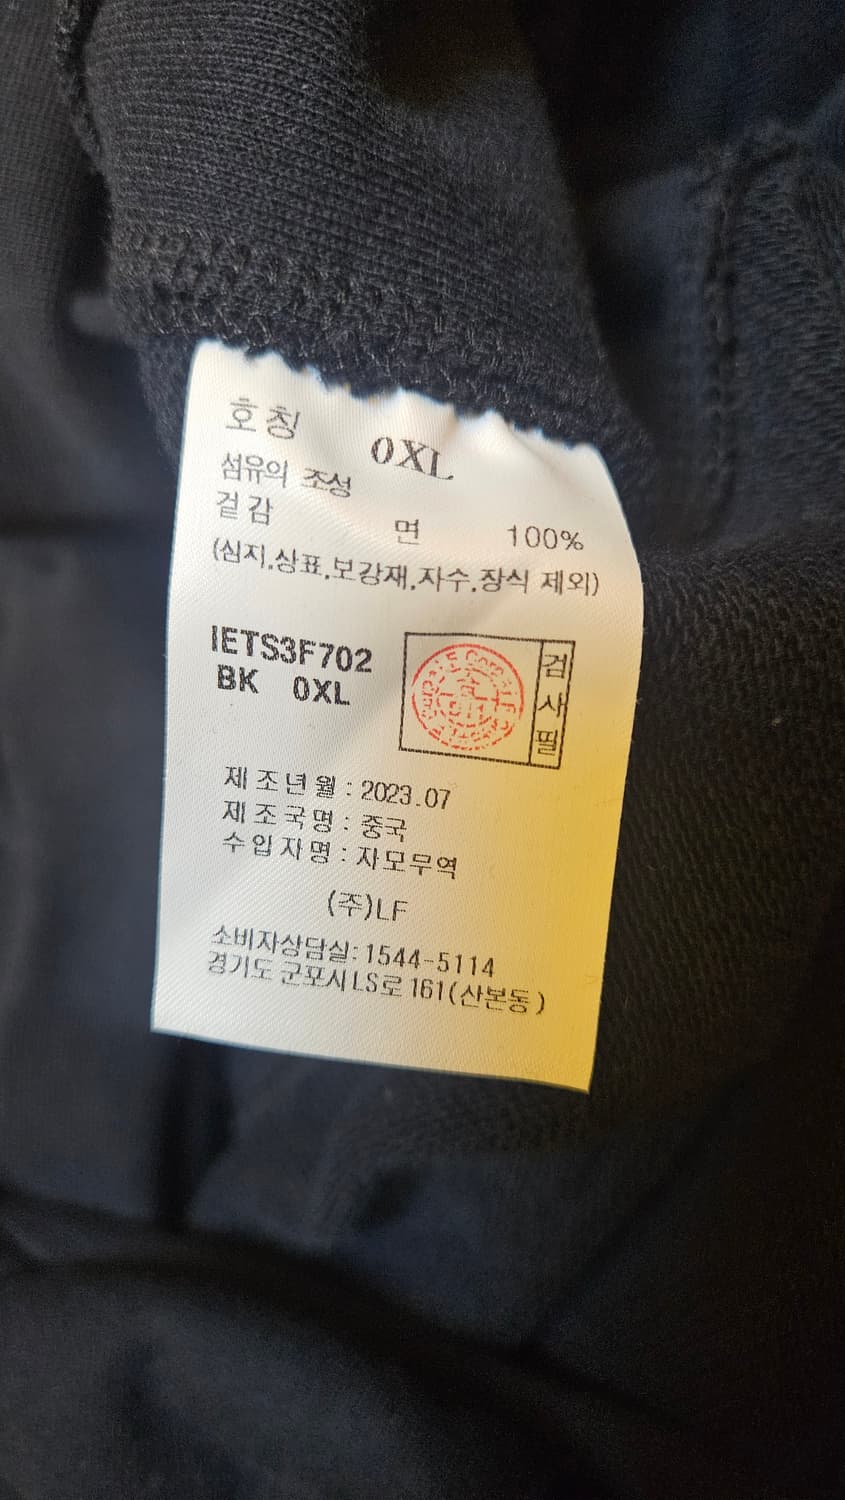 호칭 0XL
섬유의 조성
겉감 면 100%
(심지.상표.보강재.자수.장식 제외)
IETS3F702
BK 0XL
검사필
제조년월 : 2023.07
제조국명 : 중국
수입자명 : 자모무역
(주)LF
소비자상담실: 1544-5114
경기도 군포시 LS로 161(산본동)